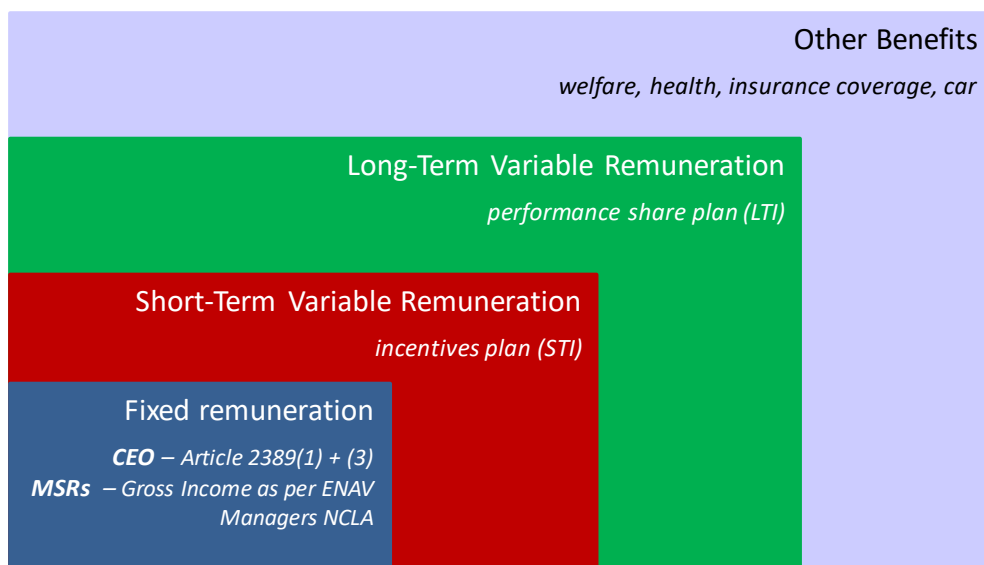 Other Benefits
welfare, health, insurance coverage, car
Long-Term Variable Remuneration
performance share plan (LTI)
Short-Term Variable Remuneration
incentives plan (STI)
Fixed remuneration
CEO – Article 2389(1) + (3)
MSRs – Gross Income as per ENAV
Managers NCLA